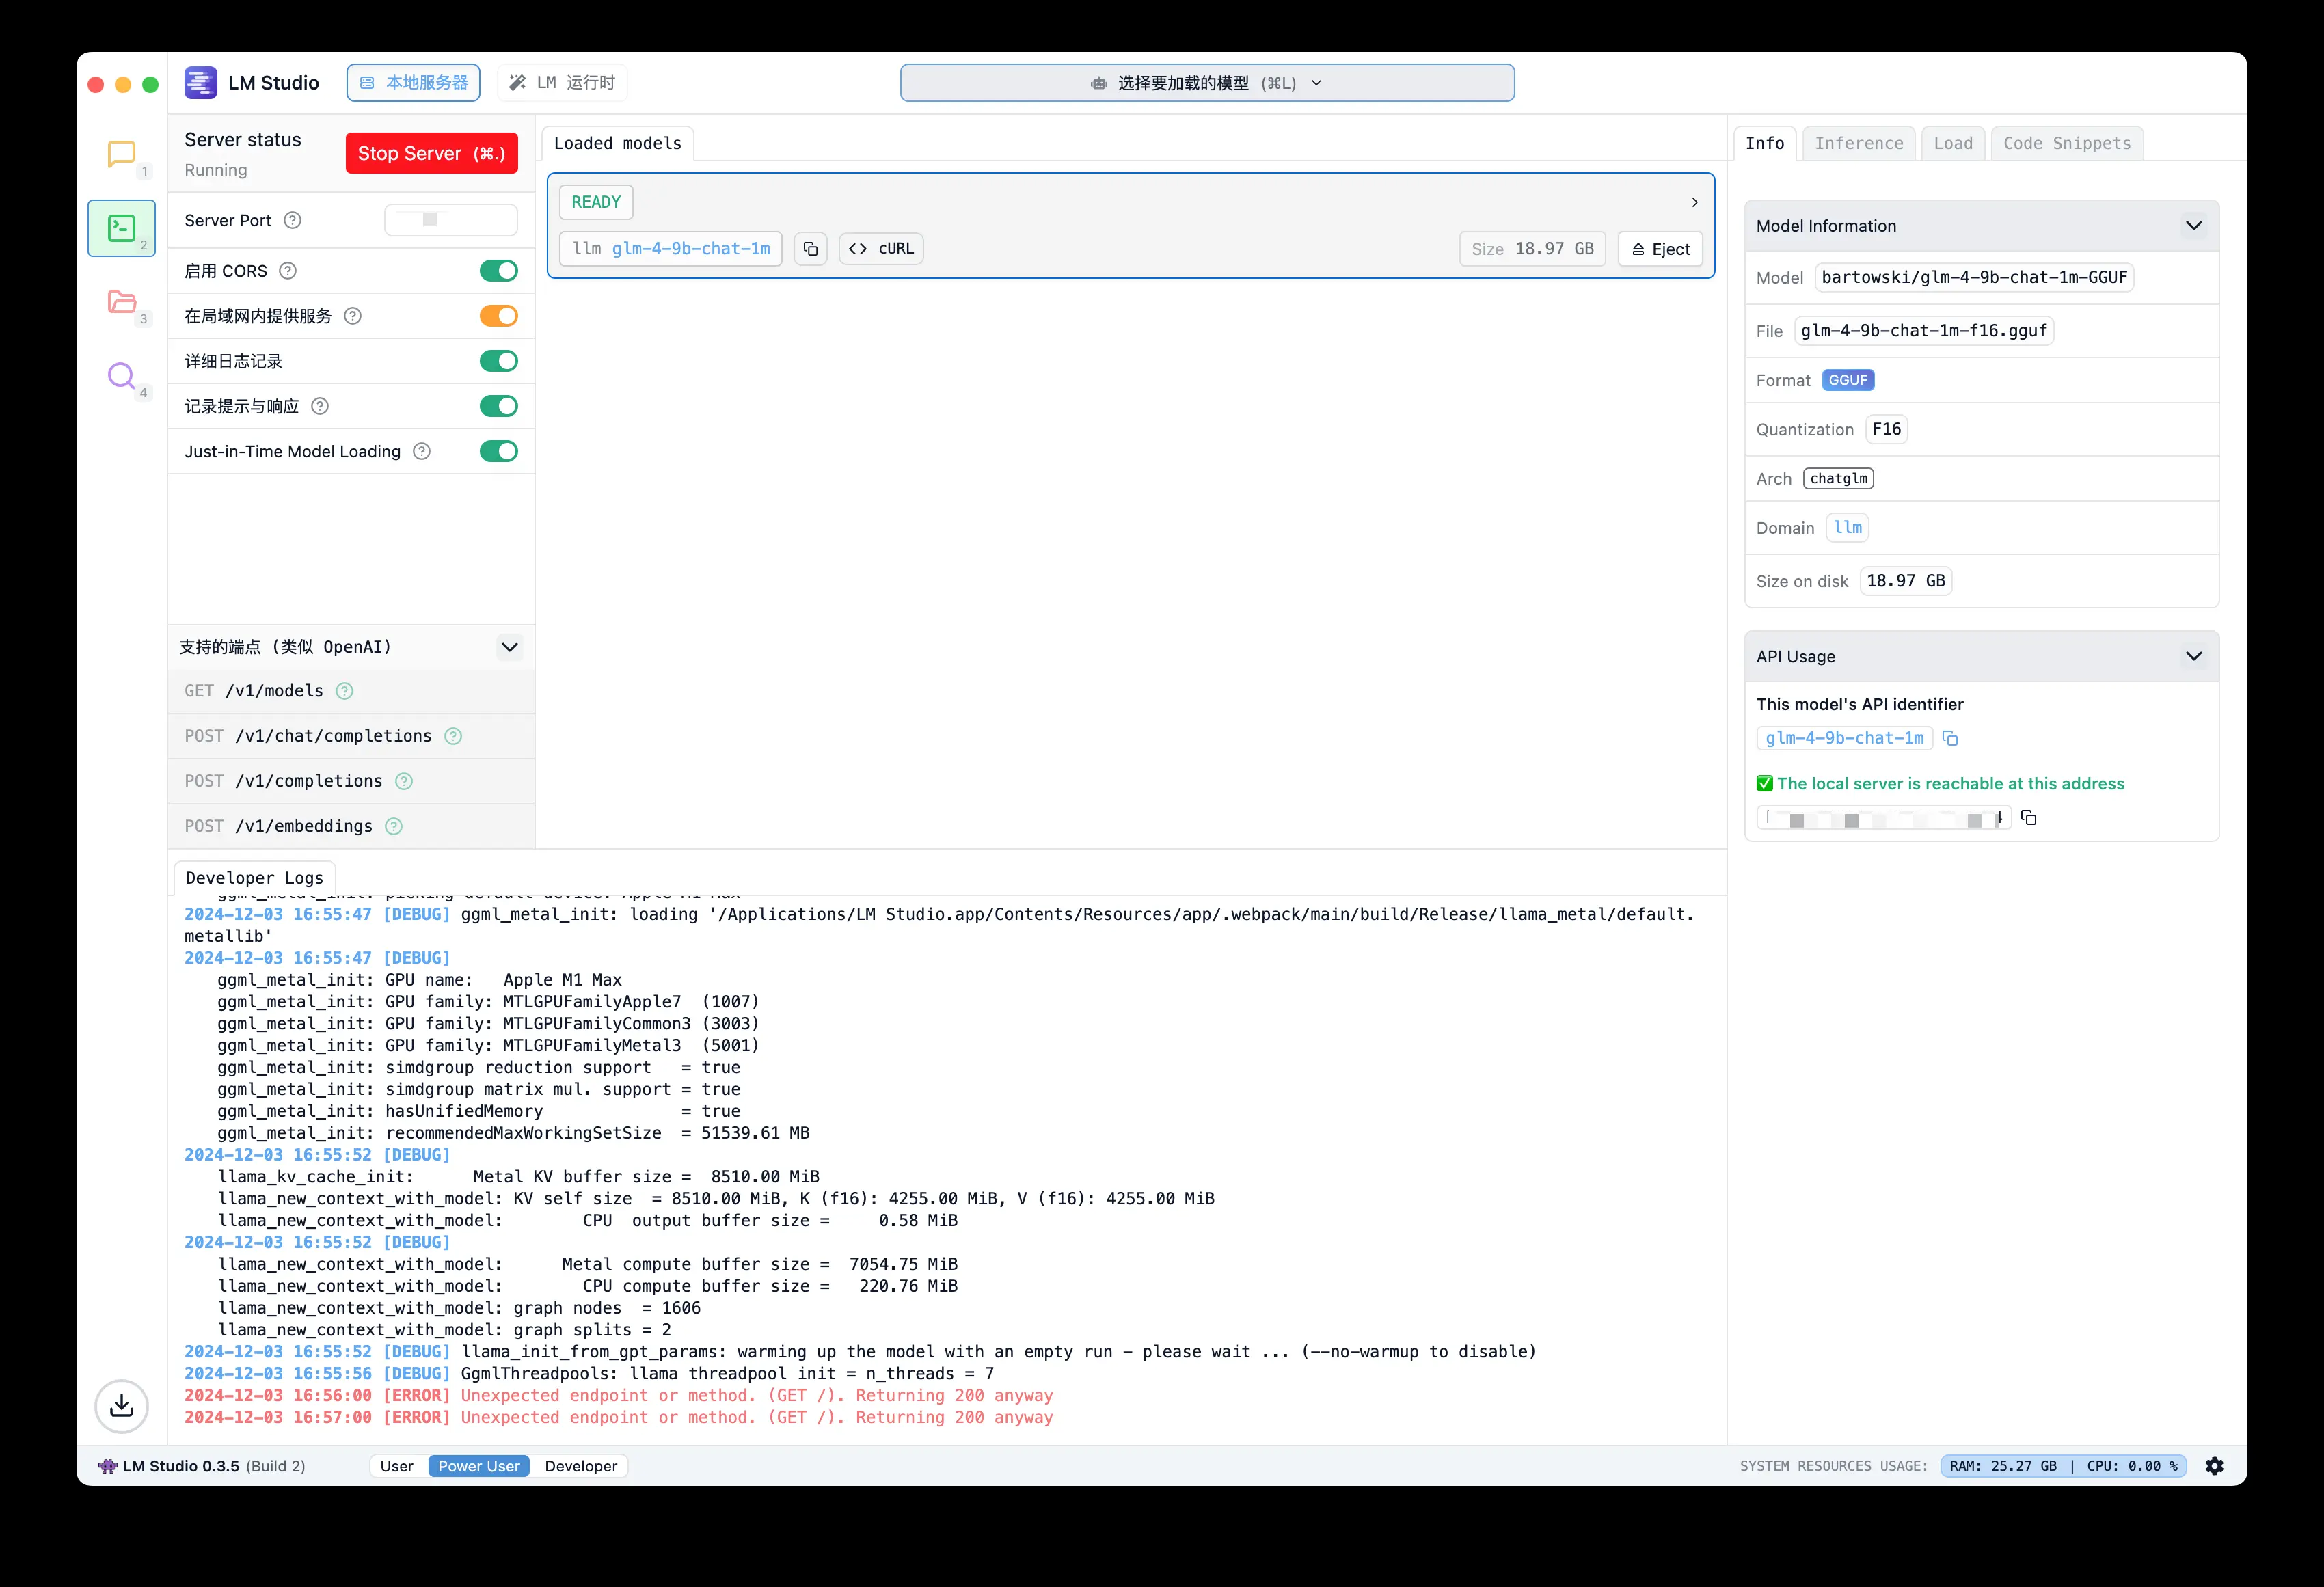 LM Studio
本地服务器
LM 运行时
选择要加载的模型 (⌘L)
1
2
3
4
Server status
Running
Stop Server (⌘.)
Server Port
启用 CORS
在局域网内提供服务
详细日志记录
记录提示与响应
Just-in-Time Model Loading
支持的端点 (类似 OpenAI)
GET /v1/models
POST /v1/chat/completions
POST /v1/completions
POST /v1/embeddings
Loaded models
READY
llm glm-4-9b-chat-1m
cURL
Size 18.97 GB
Eject
Info
Inference
Load
Code Snippets
Model Information
Model bartowski/glm-4-9b-chat-1m-GGUF
File glm-4-9b-chat-1m-f16.gguf
Format GGUF
Quantization F16
Arch chatglm
Domain llm
Size on disk 18.97 GB
API Usage
This model's API identifier
glm-4-9b-chat-1m
✅ The local server is reachable at this address
Developer Logs
ggml_metal_init: picking default device: Apple M1 Max
2024-12-03 16:55:47 [DEBUG] ggml_metal_init: loading '/Applications/LM Studio.app/Contents/Resources/app/.webpack/main/build/Release/llama_metal/default.
metallib'
2024-12-03 16:55:47 [DEBUG]
ggml_metal_init: GPU name:   Apple M1 Max
ggml_metal_init: GPU family: MTLGPUFamilyApple7  (1007)
ggml_metal_init: GPU family: MTLGPUFamilyCommon3 (3003)
ggml_metal_init: GPU family: MTLGPUFamilyMetal3  (5001)
ggml_metal_init: simdgroup reduction support   = true
ggml_metal_init: simdgroup matrix mul. support = true
ggml_metal_init: hasUnifiedMemory              = true
ggml_metal_init: recommendedMaxWorkingSetSize  = 51539.61 MB
2024-12-03 16:55:52 [DEBUG]
llama_kv_cache_init:      Metal KV buffer size =  8510.00 MiB
llama_new_context_with_model: KV self size  = 8510.00 MiB, K (f16): 4255.00 MiB, V (f16): 4255.00 MiB
llama_new_context_with_model:        CPU  output buffer size =     0.58 MiB
2024-12-03 16:55:52 [DEBUG]
llama_new_context_with_model:      Metal compute buffer size =  7054.75 MiB
llama_new_context_with_model:        CPU compute buffer size =   220.76 MiB
llama_new_context_with_model: graph nodes  = 1606
llama_new_context_with_model: graph splits = 2
2024-12-03 16:55:52 [DEBUG] llama_init_from_gpt_params: warming up the model with an empty run - please wait ... (--no-warmup to disable)
2024-12-03 16:55:56 [DEBUG] GgmlThreadpools: llama threadpool init = n_threads = 7
2024-12-03 16:56:00 [ERROR] Unexpected endpoint or method. (GET /). Returning 200 anyway
2024-12-03 16:57:00 [ERROR] Unexpected endpoint or method. (GET /). Returning 200 anyway
LM Studio 0.3.5 (Build 2)
User
Power User
Developer
SYSTEM RESOURCES USAGE:
RAM: 25.27 GB | CPU: 0.00 %